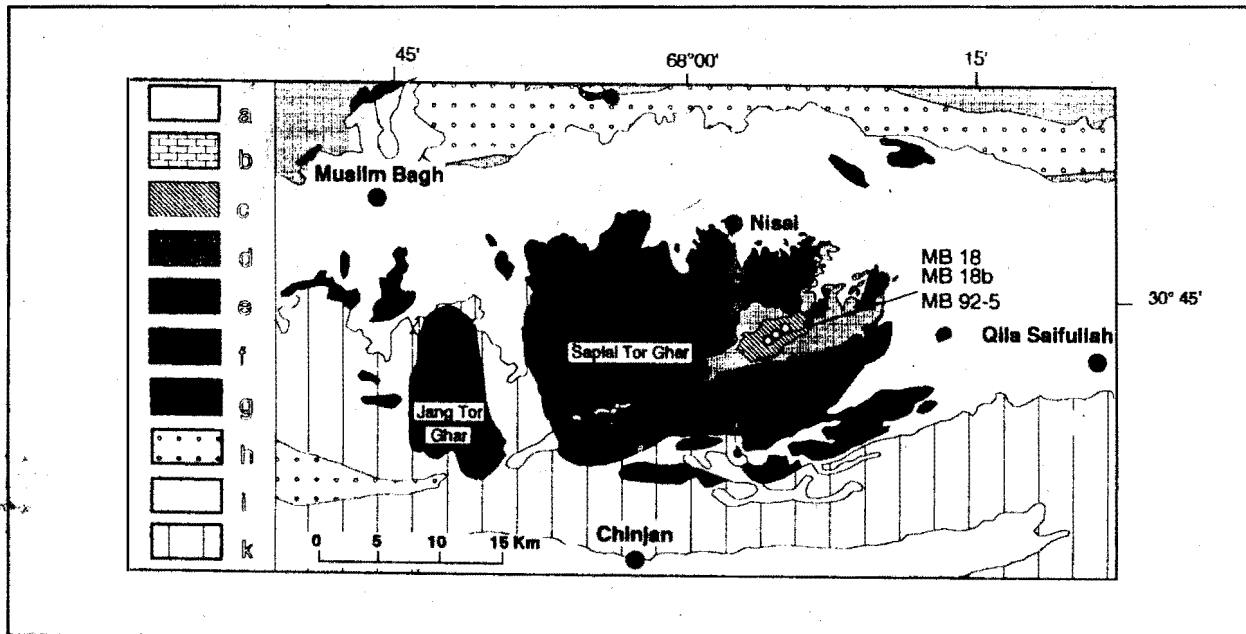 45'
68°00'
15'
a
b
c
d
e
f
g
h
i
k
Muslim Bagh
Nisai
MB 18
MB 18b
MB 92-5
30° 45'
Qila Saifullah
Saplai Tor Ghar
Jang Tor
Ghar
Chinjan
0 5 10 15 Km